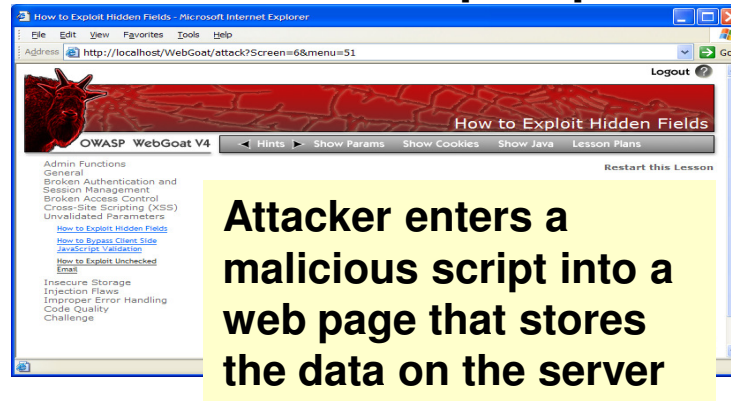 How to Exploit Hidden Fields - Microsoft Internet Explorer
File Edit View Favorites Tools Help
Address http://localhost/WebGoat/attack?Screen=6&menu=51 Go
Logout ?
How to Exploit Hidden Fields
OWASP WebGoat V4 Hints Show Params Show Cookies Show Java Lesson Plans
Restart this Lesson
Admin Functions
General
Broken Authentication and
Session Management
Broken Access Control
Cross-Site Scripting (XSS)
Unvalidated Parameters
How to Exploit Hidden Fields
How to Bypass Client Side
JavaScript Validation
How to Exploit Unchecked
Email
Insecure Storage
Injection Flaws
Improper Error Handling
Code Quality
Challenge
Attacker enters a
malicious script into a
web page that stores
the data on the server